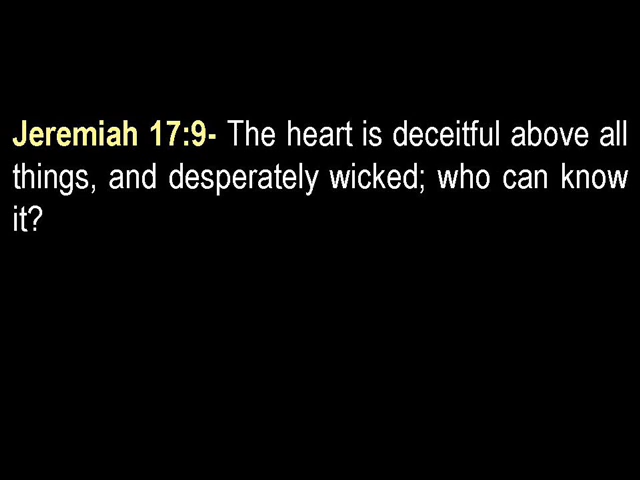 Jeremiah 17:9- The heart is deceitful above all
things, and desperately wicked; who can know
it?